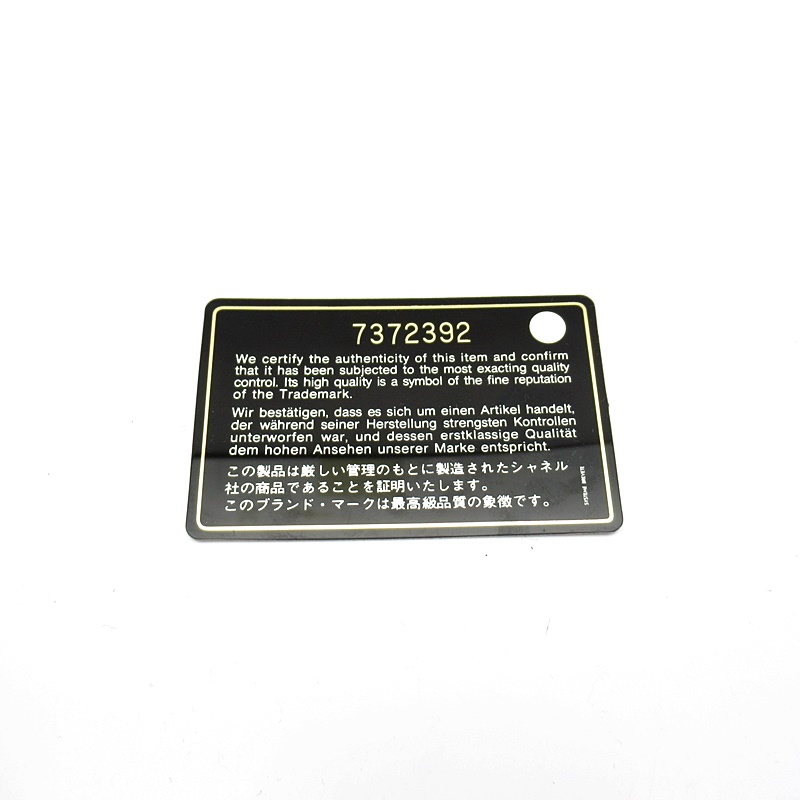 7372392
We certify the authenticity of this item and confirm
that it has been subjected to the most exacting quality
control. Its high quality is a symbol of the fine reputation
of the Trademark.
Wir bestätigen, dass es sich um einen Artikel handelt,
der während seiner Herstellung strengsten Kontrollen
unterworfen war, und dessen erstklassige Qualität
dem hohen Ansehen unserer Marke entspricht.
この製品は厳しい管理のもとに製造されたシャネル
社の商品であることを証明いたします。
このブランド・マークは最高級品質の象徴です。